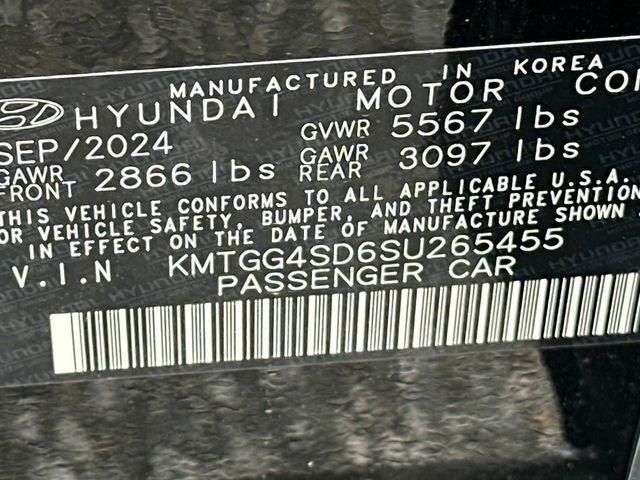 MANUFACTURED IN KOREA
HYUNDAI MOTOR CO
SEP/2024 GVWR 5567 lbs
GAWR FRONT 2866 lbs GAWR REAR 3097 lbs
THIS VEHICLE CONFORMS TO ALL APPLICABLE U.S.A.
OR VEHICLE SAFETY, BUMPER, AND THEFT PREVENTION
IN EFFECT ON THE DATE OF MANUFACTURE SHOWN
V.I.N KMTGG4SD6SU265455
PASSENGER CAR